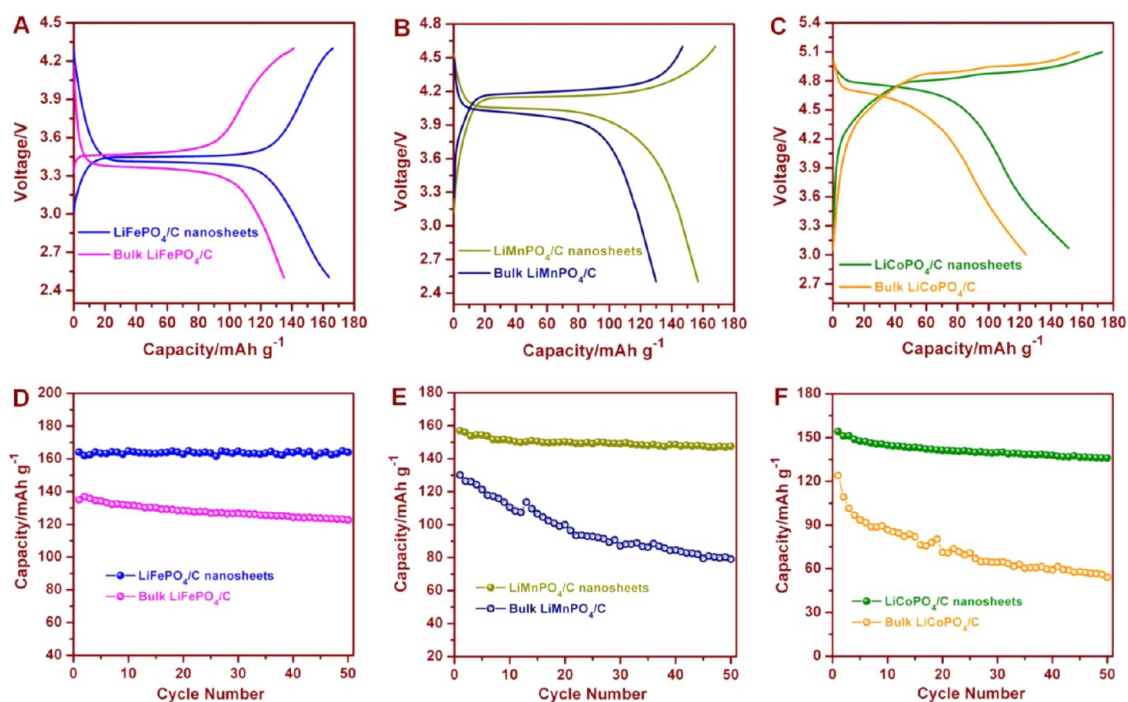 A
4.5
4.2
3.9
3.6
3.3
3.0
2.7
2.4
Voltage/V
LiFePO4/C nanosheets
Bulk LiFePO4/C
0 20 40 60 80 100 120 140 160 180
Capacity/mAh g-1
B
4.8
4.4
4.0
3.6
3.2
2.8
2.4
Voltage/V
LiMnPO4/C nanosheets
Bulk LiMnPO4/C
0 20 40 60 80 100 120 140 160 180
Capacity/mAh g-1
C
5.4
5.1
4.8
4.5
4.2
3.9
3.6
3.3
3.0
2.7
Voltage/V
LiCoPO4/C nanosheets
Bulk LiCoPO4/C
0 20 40 60 80 100 120 140 160 180
Capacity/mAh g-1
D
200
180
160
140
120
100
80
60
40
Capacity/mAh g-1
LiFePO4/C nanosheets
Bulk LiFePO4/C
0 10 20 30 40 50
Cycle Number
E
180
160
140
120
100
80
60
40
20
Capacity/mAh g-1
LiMnPO4/C nanosheets
Bulk LiMnPO4/C
0 10 20 30 40 50
Cycle Number
F
180
150
120
90
60
30
0
Capacity/mAh g-1
LiCoPO4/C nanosheets
Bulk LiCoPO4/C
0 10 20 30 40 50
Cycle Number